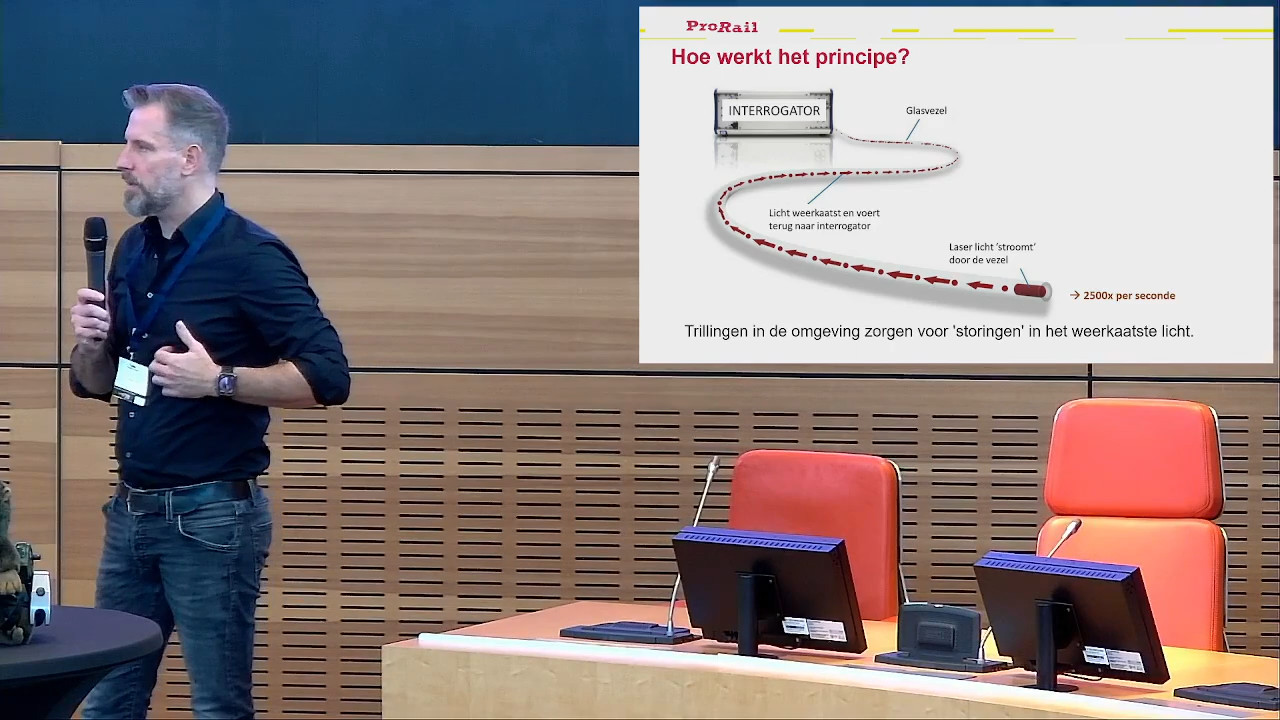 ProRail
Hoe werkt het principe?
INTERROGATOR
Glasvezel
Licht weerkaatst en voert
terug naar interrogator
Laser licht 'stroomt'
door de vezel
→ 2500x per seconde
Trillingen in de omgeving zorgen voor 'storingen' in het weerkaatste licht.